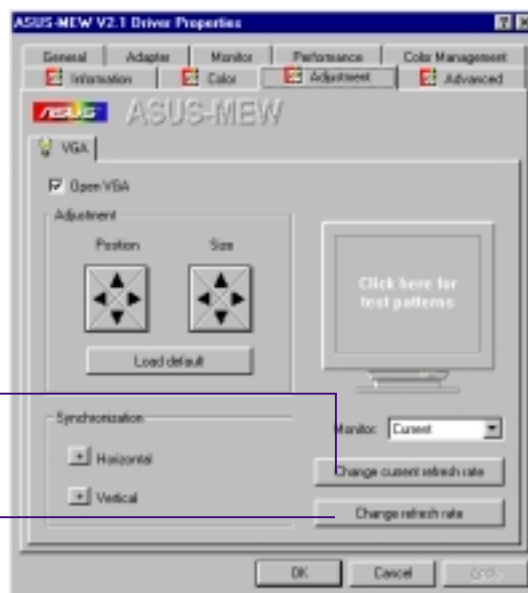 ASUS-MEW V2.1 Driver Properties
General Adapter Monitor Performance Color Management
Information Color Adjustment Advanced
ASUS ASUS-MEW
VGA
Open VGA
Adjustment
Position Size
Click here for
test patterns
Load default
Synchronization
Monitor: Current
+ Horizontal
Change current refresh rate
+ Vertical
Change refresh rate
OK Cancel Apply